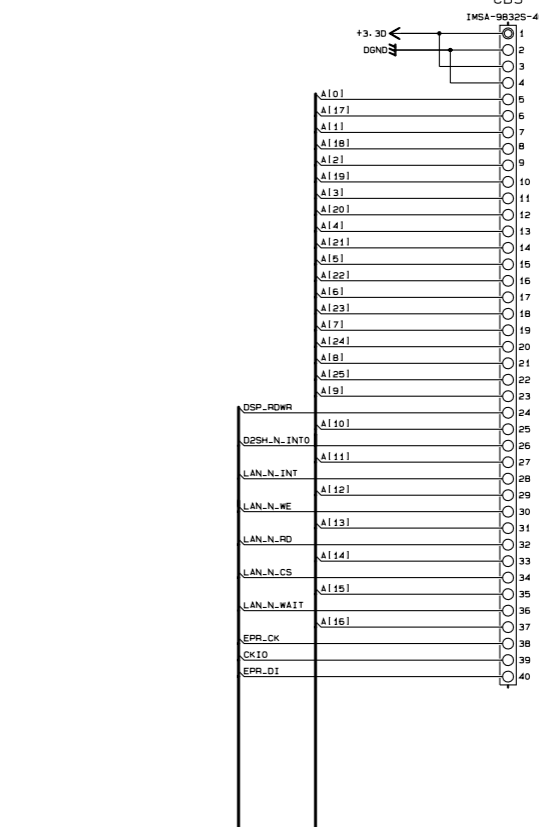 IMSA-9832S-4
+3.3D 1
DGND 2
3
4
A[0] 5
A[17] 6
A[1] 7
A[18] 8
A[2] 9
A[19] 10
A[3] 11
A[20] 12
A[4] 13
A[21] 14
A[5] 15
A[22] 16
A[6] 17
A[23] 18
A[7] 19
A[24] 20
A[8] 21
A[25] 22
A[9] 23
DSP_RDWR 24
A[10] 25
D2SH_N_INT0 26
A[11] 27
LAN_N_INT 28
A[12] 29
LAN_N_WE 30
A[13] 31
LAN_N_RD 32
A[14] 33
LAN_N_CS 34
A[15] 35
LAN_N_WAIT 36
A[16] 37
EPR_CK 38
CKIO 39
EPR_DI 40